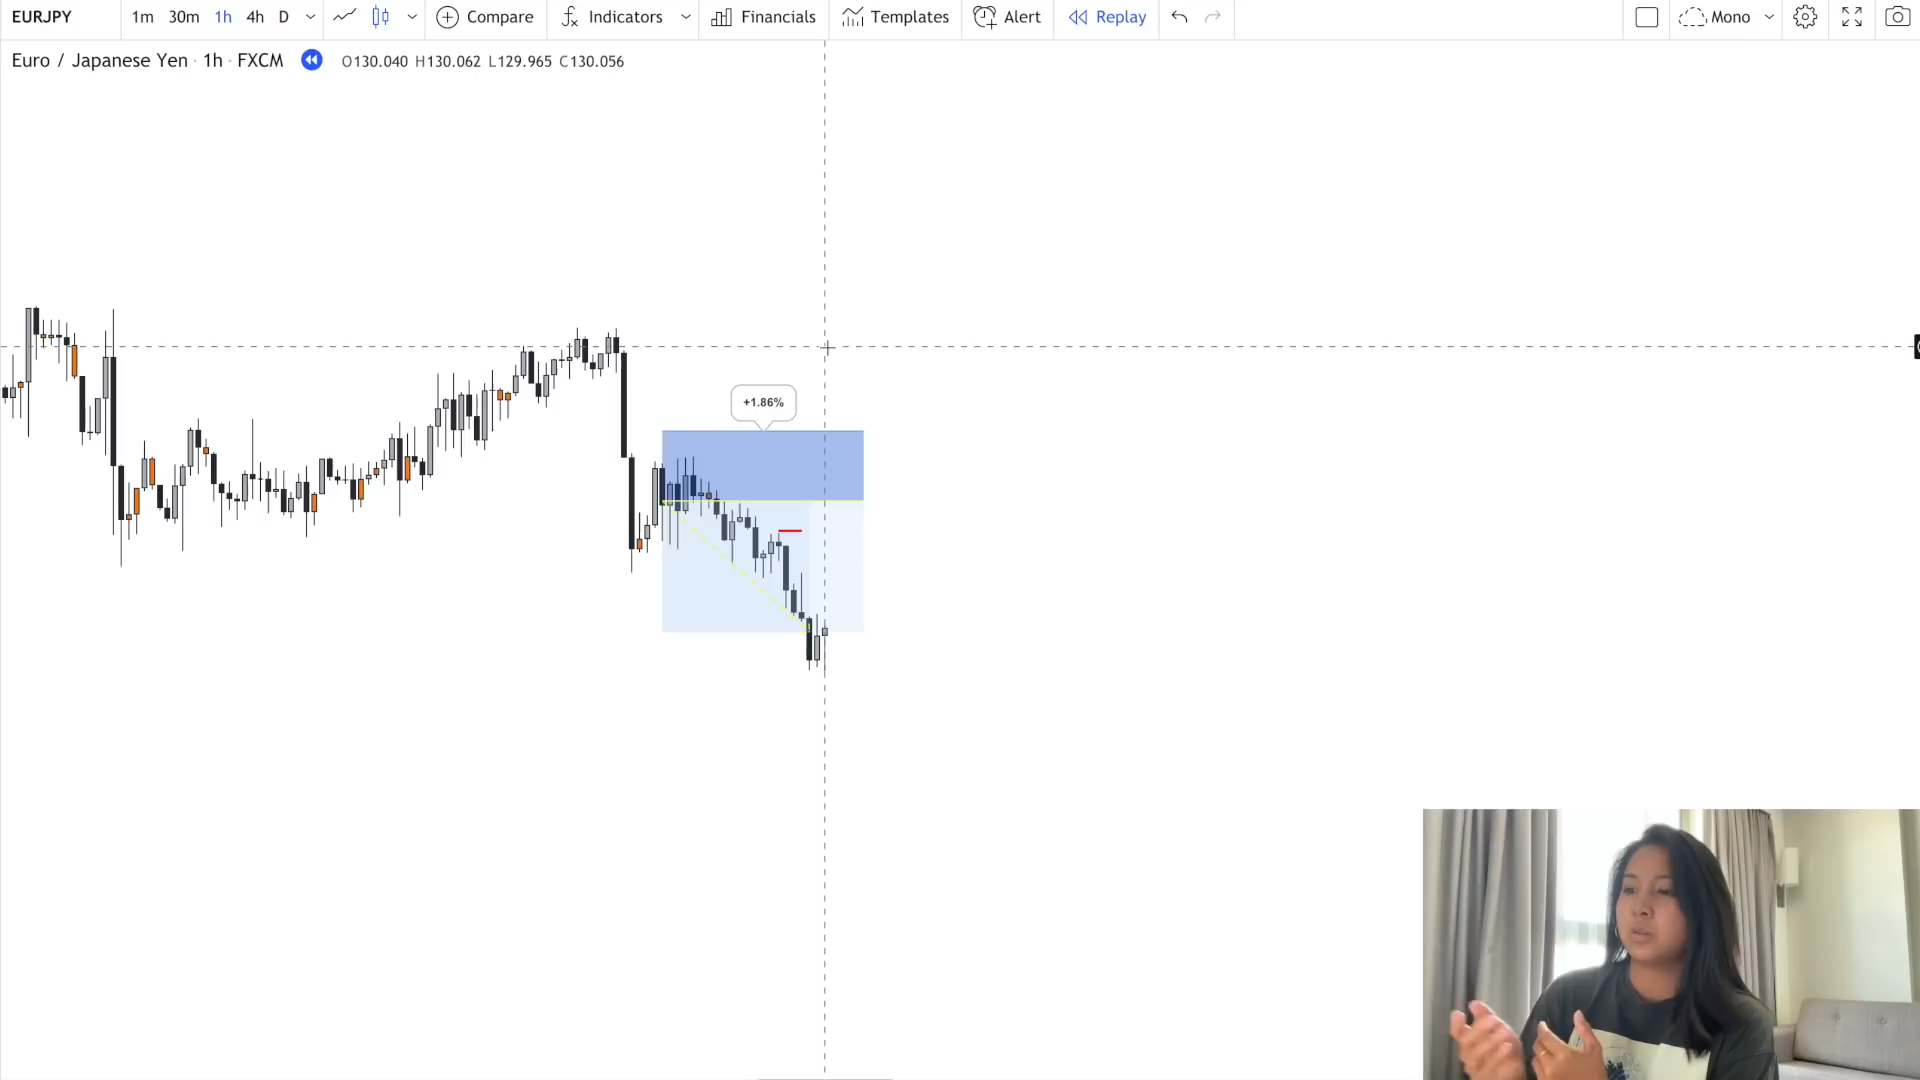 EURJPY 1m 30m 1h 4h D Compare Indicators Financials Templates Alert Replay Mono
Euro / Japanese Yen · 1h · FXCM O130.040 H130.062 L129.965 C130.056
+1.86%